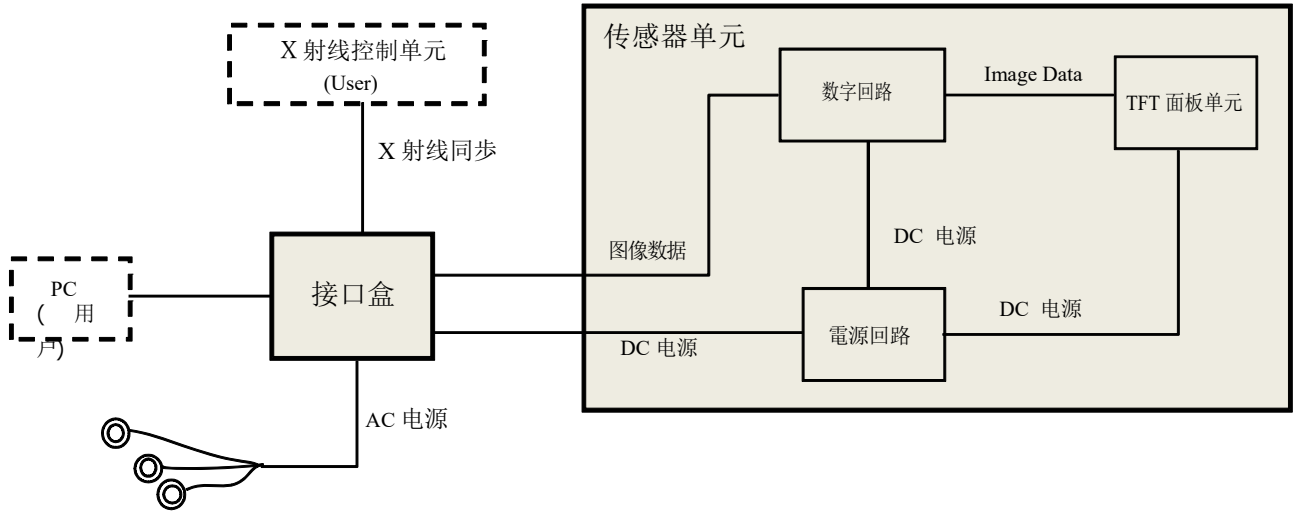 X 射线控制单元
(User)
X 射线同步
传感器单元
数字回路
Image Data
TFT 面板单元
DC 电源
图像数据
PC
( 用
户)
接口盒
DC 电源
電源回路
DC 电源
AC 电源